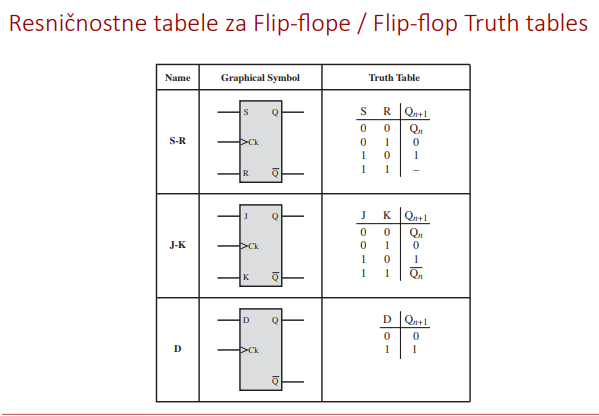 Resničnostne tabele za Flip-flope / Flip-flop Truth tables
Name Graphical Symbol Truth Table
S-R
S Q
Ck
R Q̅
S R Qn+1
0 0 Qn
0 1 0
1 0 1
1 1 –
J-K
J Q
Ck
K Q̅
J K Qn+1
0 0 Qn
0 1 0
1 0 1
1 1 Q̅n
D
D Q
Ck
Q̅
D Qn+1
0 0
1 1